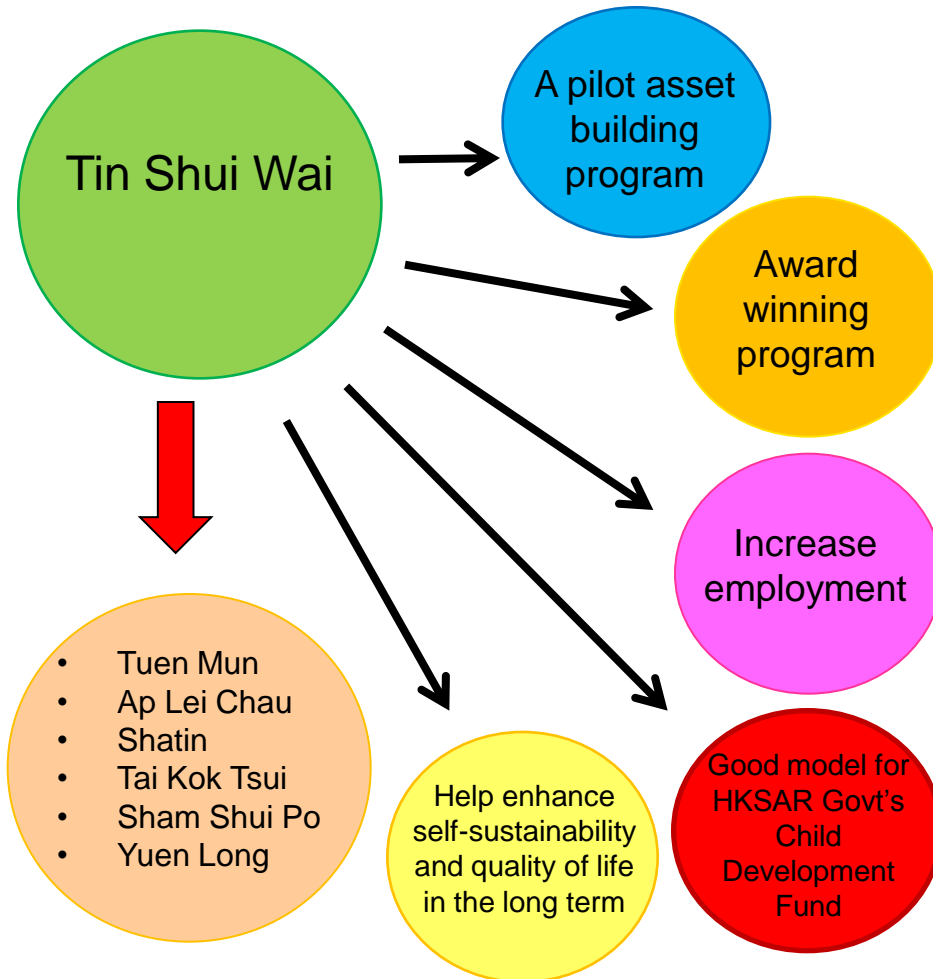 Tin Shui Wai
A pilot asset
building
program
Award
winning
program
Increase
employment
Good model for
HKSAR Govt's
Child
Development
Fund
Help enhance
self-sustainability
and quality of life
in the long term
• Tuen Mun
• Ap Lei Chau
• Shatin
• Tai Kok Tsui
• Sham Shui Po
• Yuen Long